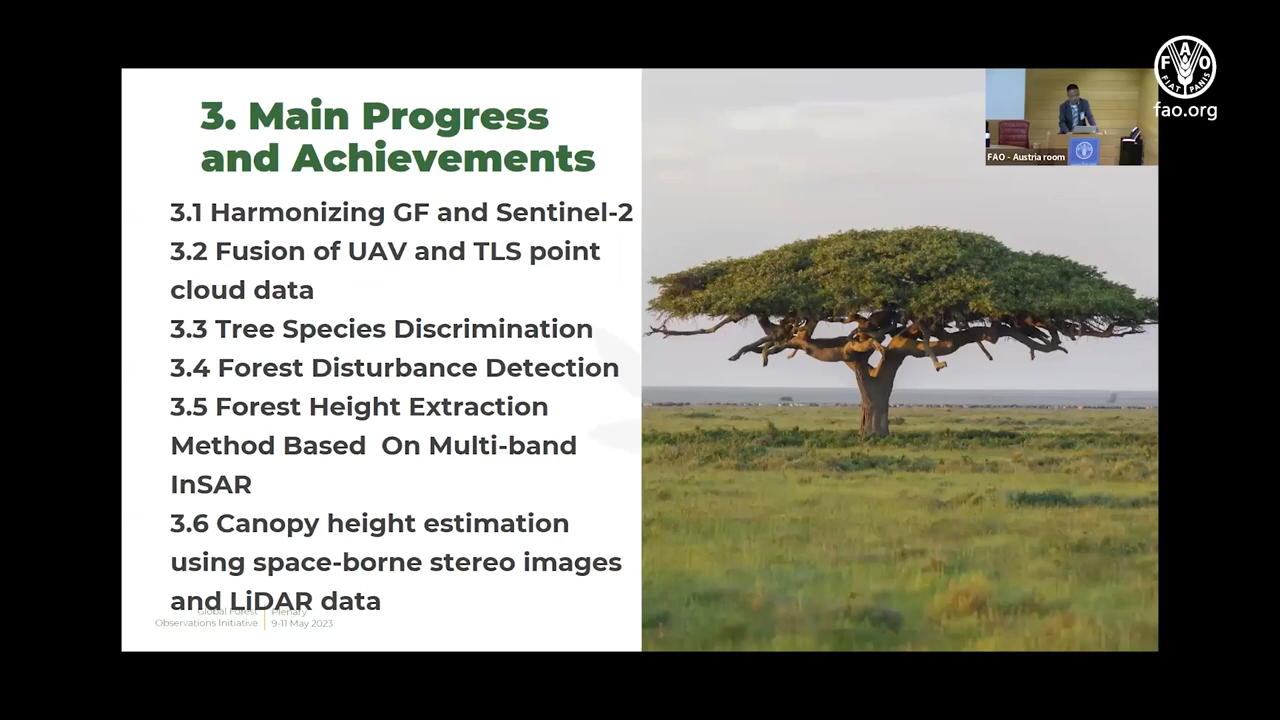 3. Main Progress
and Achievements
3.1 Harmonizing GF and Sentinel-2
3.2 Fusion of UAV and TLS point
cloud data
3.3 Tree Species Discrimination
3.4 Forest Disturbance Detection
3.5 Forest Height Extraction
Method Based  On Multi-band
InSAR
3.6 Canopy height estimation
using space-borne stereo images
and LiDAR data
Global Forest
Observations Initiative
Plenary
9-11 May 2023
FAO - Austria room
F A O
FIAT PANIS
fao.org